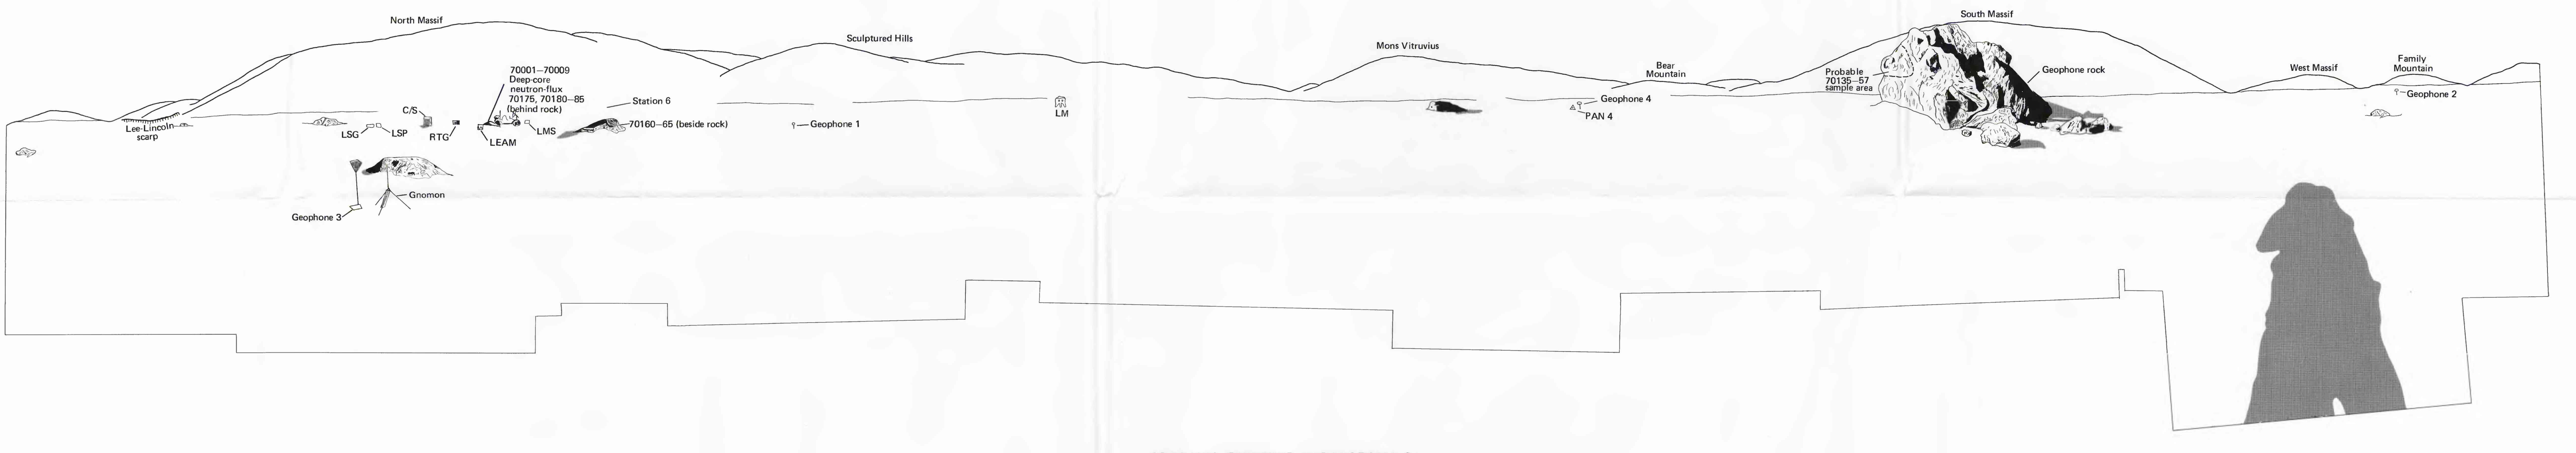 North Massif
Sculptured Hills
Mons Vitruvius
Bear
Mountain
South Massif
Probable
70135–57
sample area
Geophone rock
West Massif
Family
Mountain
Geophone 2
Lee-Lincoln
scarp
LSG
LSP
C/S
RTG
70001–70009
Deep-core
neutron-flux
70175, 70180–85
(behind rock)
LEAM
LMS
Station 6
70160–65 (beside rock)
Geophone 1
LM
Geophone 4
PAN 4
Gnomon
Geophone 3